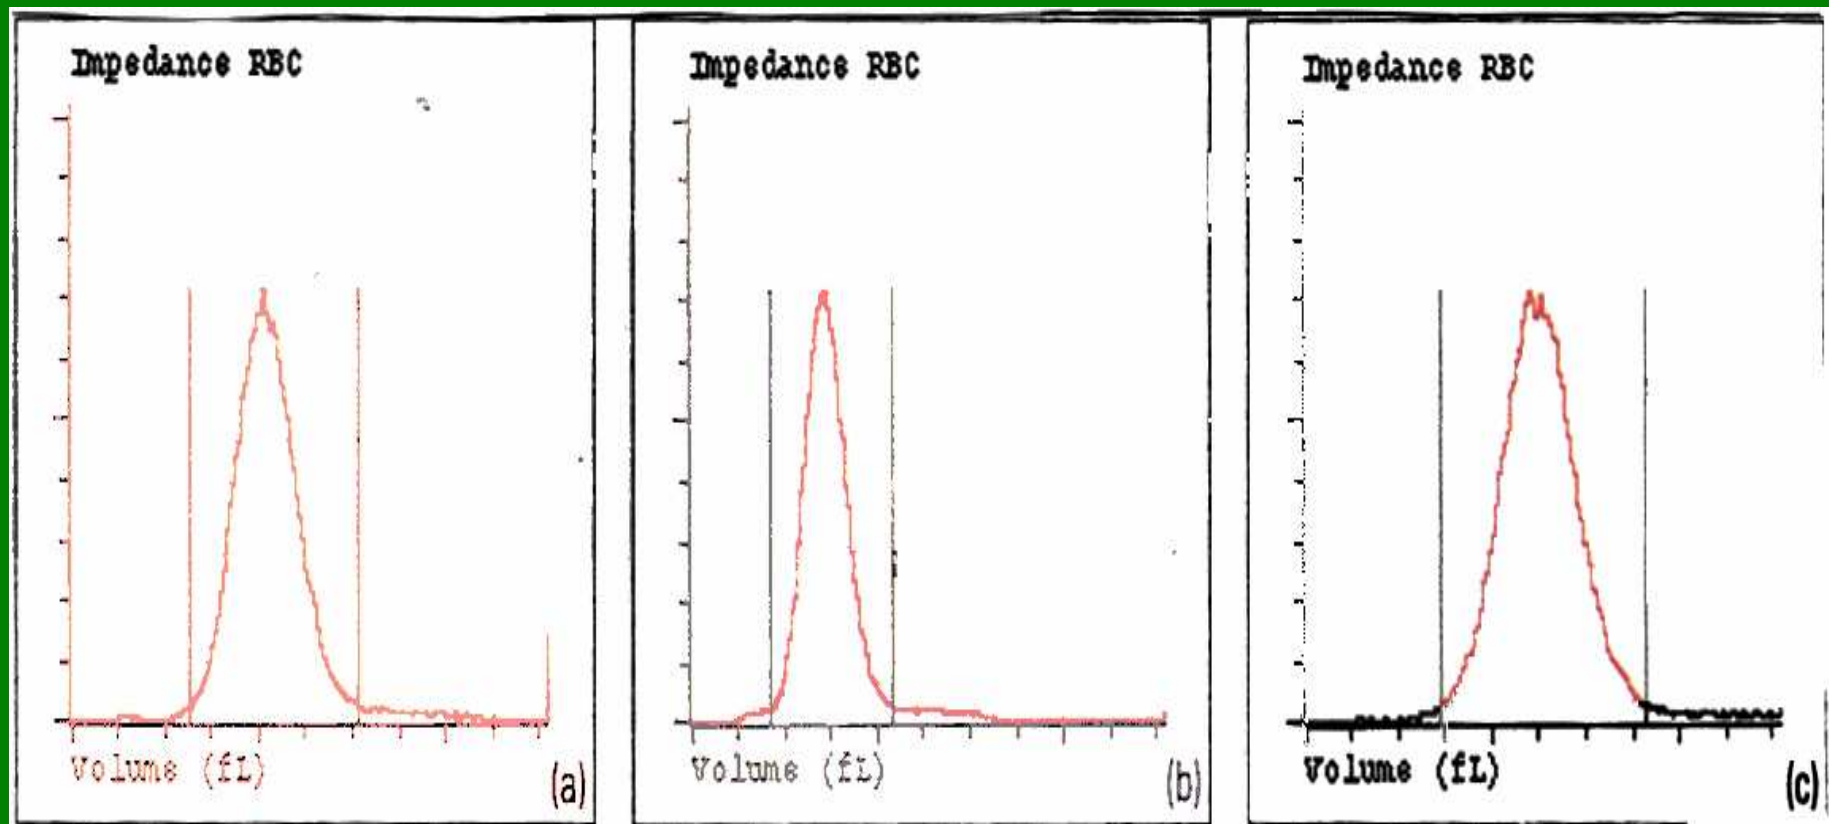 Impedance RBC
Volume (fL)
(a)
Impedance RBC
Volume (fL)
(b)
Impedance RBC
Volume (fL)
(c)